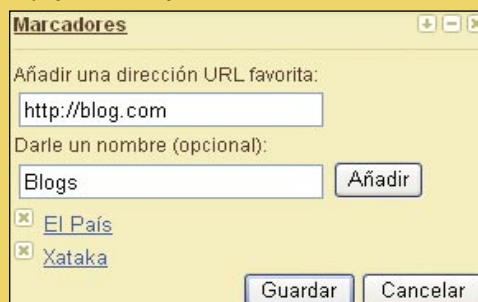 Marcadores
Añadir una dirección URL favorita:
http://blog.com
Darle un nombre (opcional):
Blogs Añadir
El País
Xataka
Guardar Cancelar